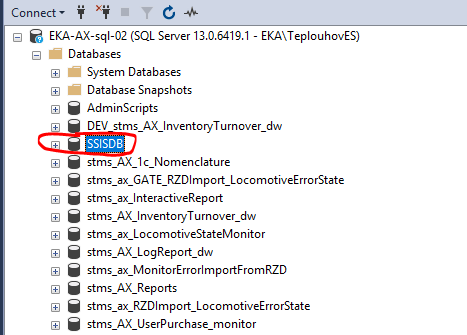 Connect
EKA-AX-sql-02 (SQL Server 13.0.6419.1 - EKA\TeplouhovES)
Databases
System Databases
Database Snapshots
AdminScripts
DEV_stms_AX_InventoryTurnover_dw
SSISDB
stms_AX_1c_Nomenclature
stms_ax_GATE_RZDImport_LocomotiveErrorState
stms_ax_InteractiveReport
stms_AX_InventoryTurnover_dw
stms_ax_LocomotiveStateMonitor
stms_AX_LogReport_dw
stms_ax_MonitorErrorImportFromRZD
stms_AX_Reports
stms_ax_RZDImport_LocomotiveErrorState
stms_AX_UserPurchase_monitor